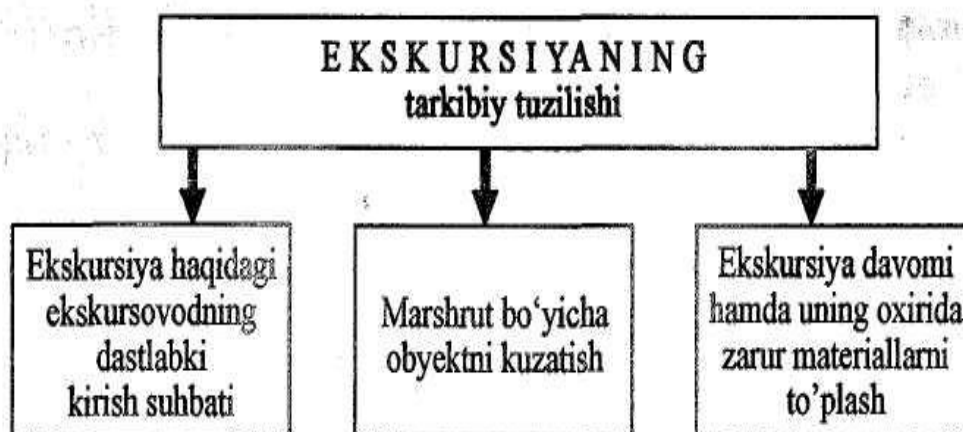 EKSKURSIYANING
tarkibiy tuzilishi
Ekskursiya haqidagi
ekskursovodning
dastlabki
kirish suhbati
Marshrut bo‘yicha
obyektni kuzatish
Ekskursiya davomi
hamda uning oxirida
zarur materiallarni
to’plash